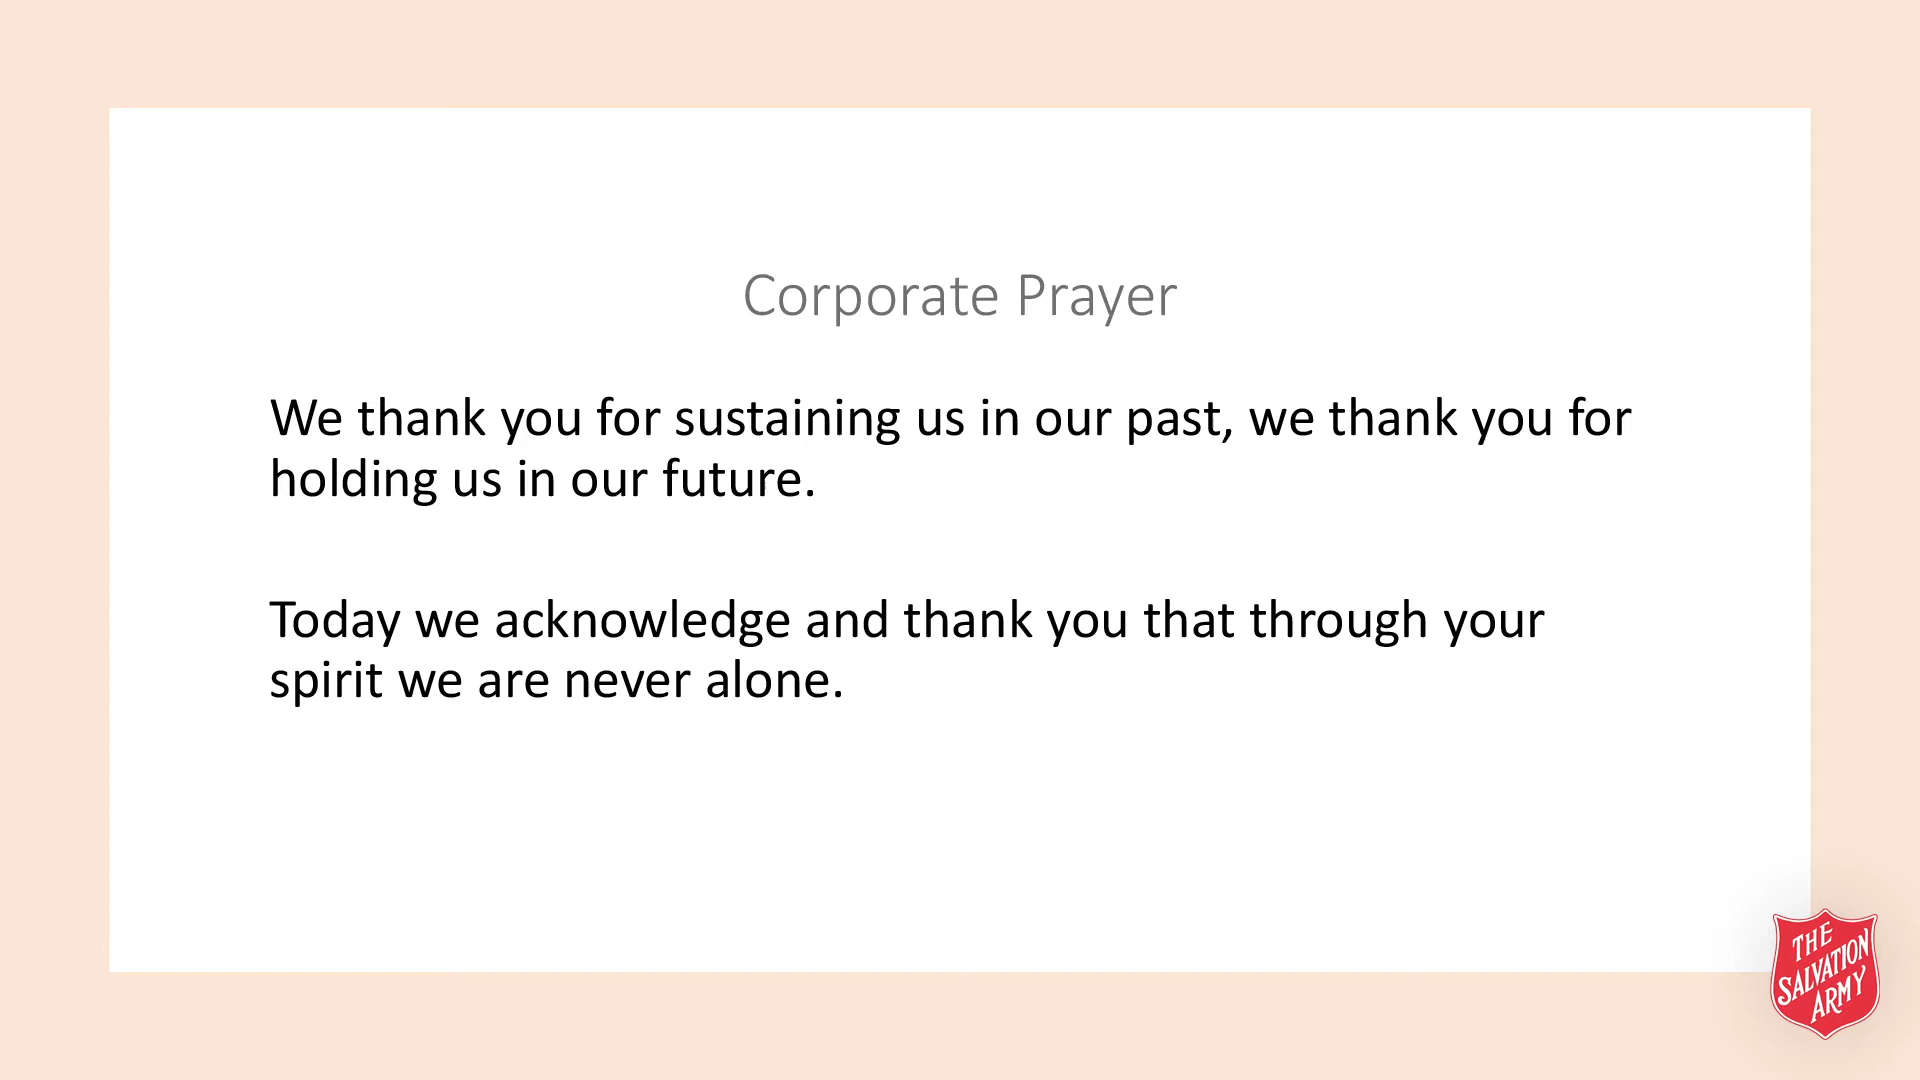 Corporate Prayer
We thank you for sustaining us in our past, we thank you for
holding us in our future.
Today we acknowledge and thank you that through your
spirit we are never alone.
THE
SALVATION
ARMY